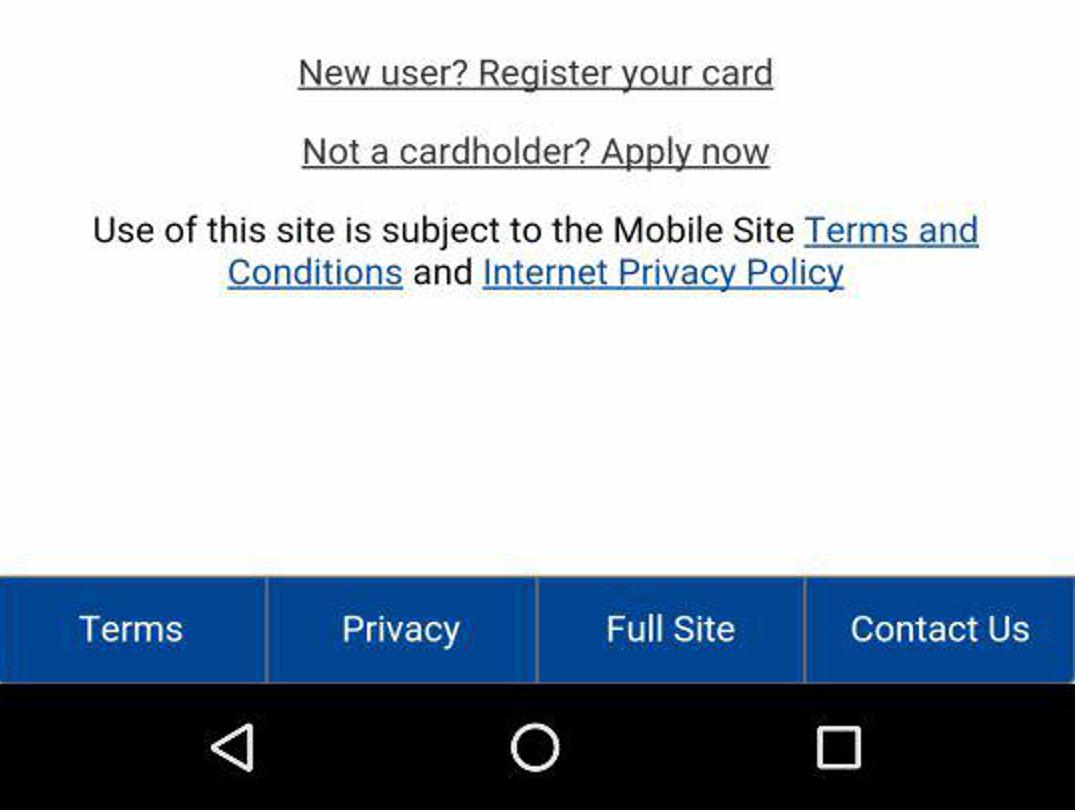 New user? Register your card
Not a cardholder? Apply now
Use of this site is subject to the Mobile Site Terms and
Conditions and Internet Privacy Policy
Terms
Privacy
Full Site
Contact Us